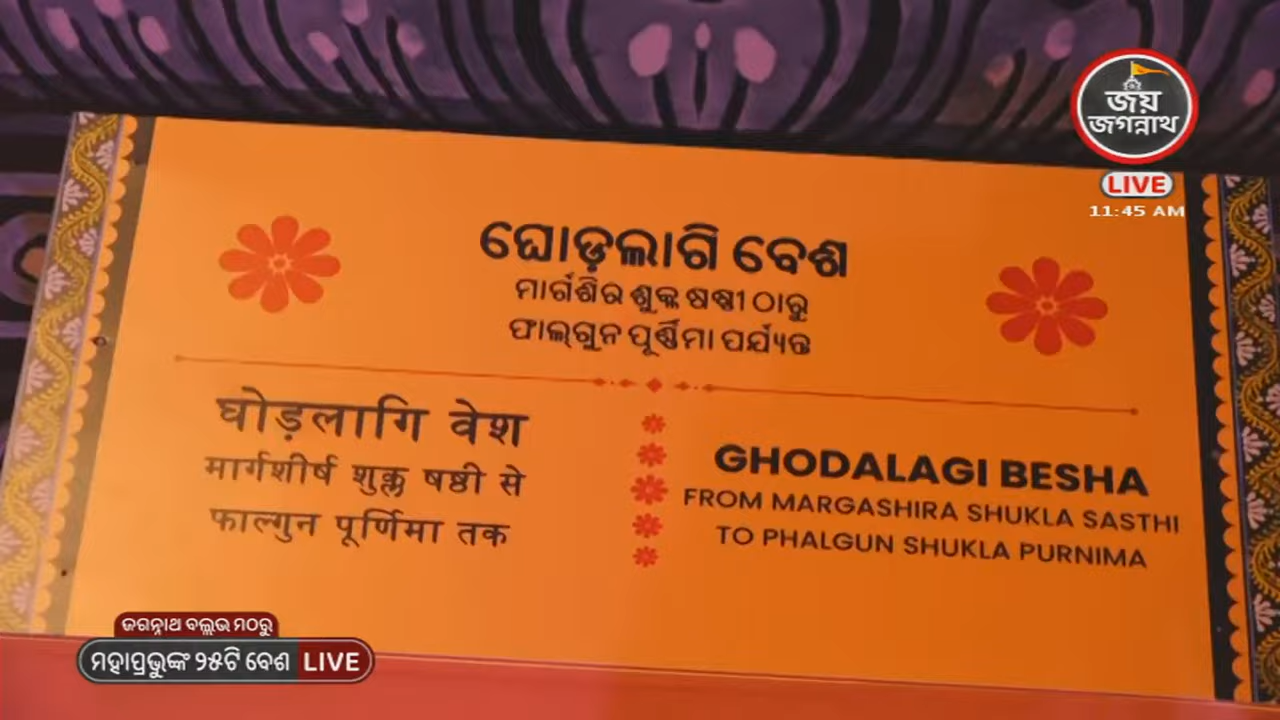 ଜୟ
ଜଗନ୍ନାଥ
LIVE
11:45 AM
ଘୋଡ଼ଲାଗି ବେଶ
ମାର୍ଗଶିର ଶୁକ୍ଳ ଷଷ୍ଠୀ ଠାରୁ
ଫାଲ୍‌ଗୁନ ପୂର୍ଣ୍ଣିମା ପର୍ଯ୍ୟନ୍ତ
घोड़लागि वेश
मार्गशीर्ष शुक्ल षष्ठी से
फाल्गुन पूर्णिमा तक
GHODALAGI BESHA
FROM MARGASHIRA SHUKLA SASTHI
TO PHALGUN SHUKLA PURNIMA
ଜଗନ୍ନାଥ ବଲ୍ଲଭ ମଠରୁ
ମହାପ୍ରଭୁଙ୍କ ୨୫ଟି ବେଶ LIVE